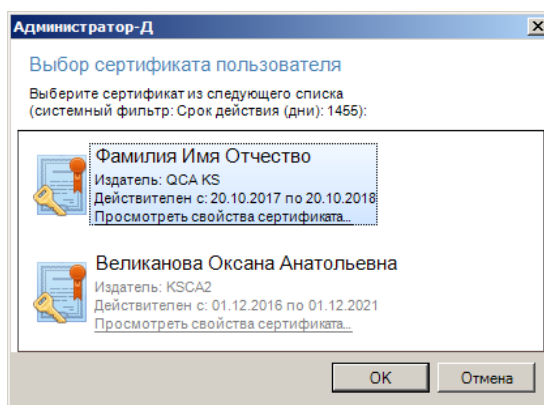 Администратор-Д
Выбор сертификата пользователя
Выберите сертификат из следующего списка
(системный фильтр: Срок действия (дни): 1455):
Фамилия Имя Отчество
Издатель: QCA KS
Действителен с: 20.10.2017 по 20.10.2018
Просмотреть свойства сертификата...
Великанова Оксана Анатольевна
Издатель: KSCA2
Действителен с: 01.12.2016 по 01.12.2021
Просмотреть свойства сертификата...
OK Отмена